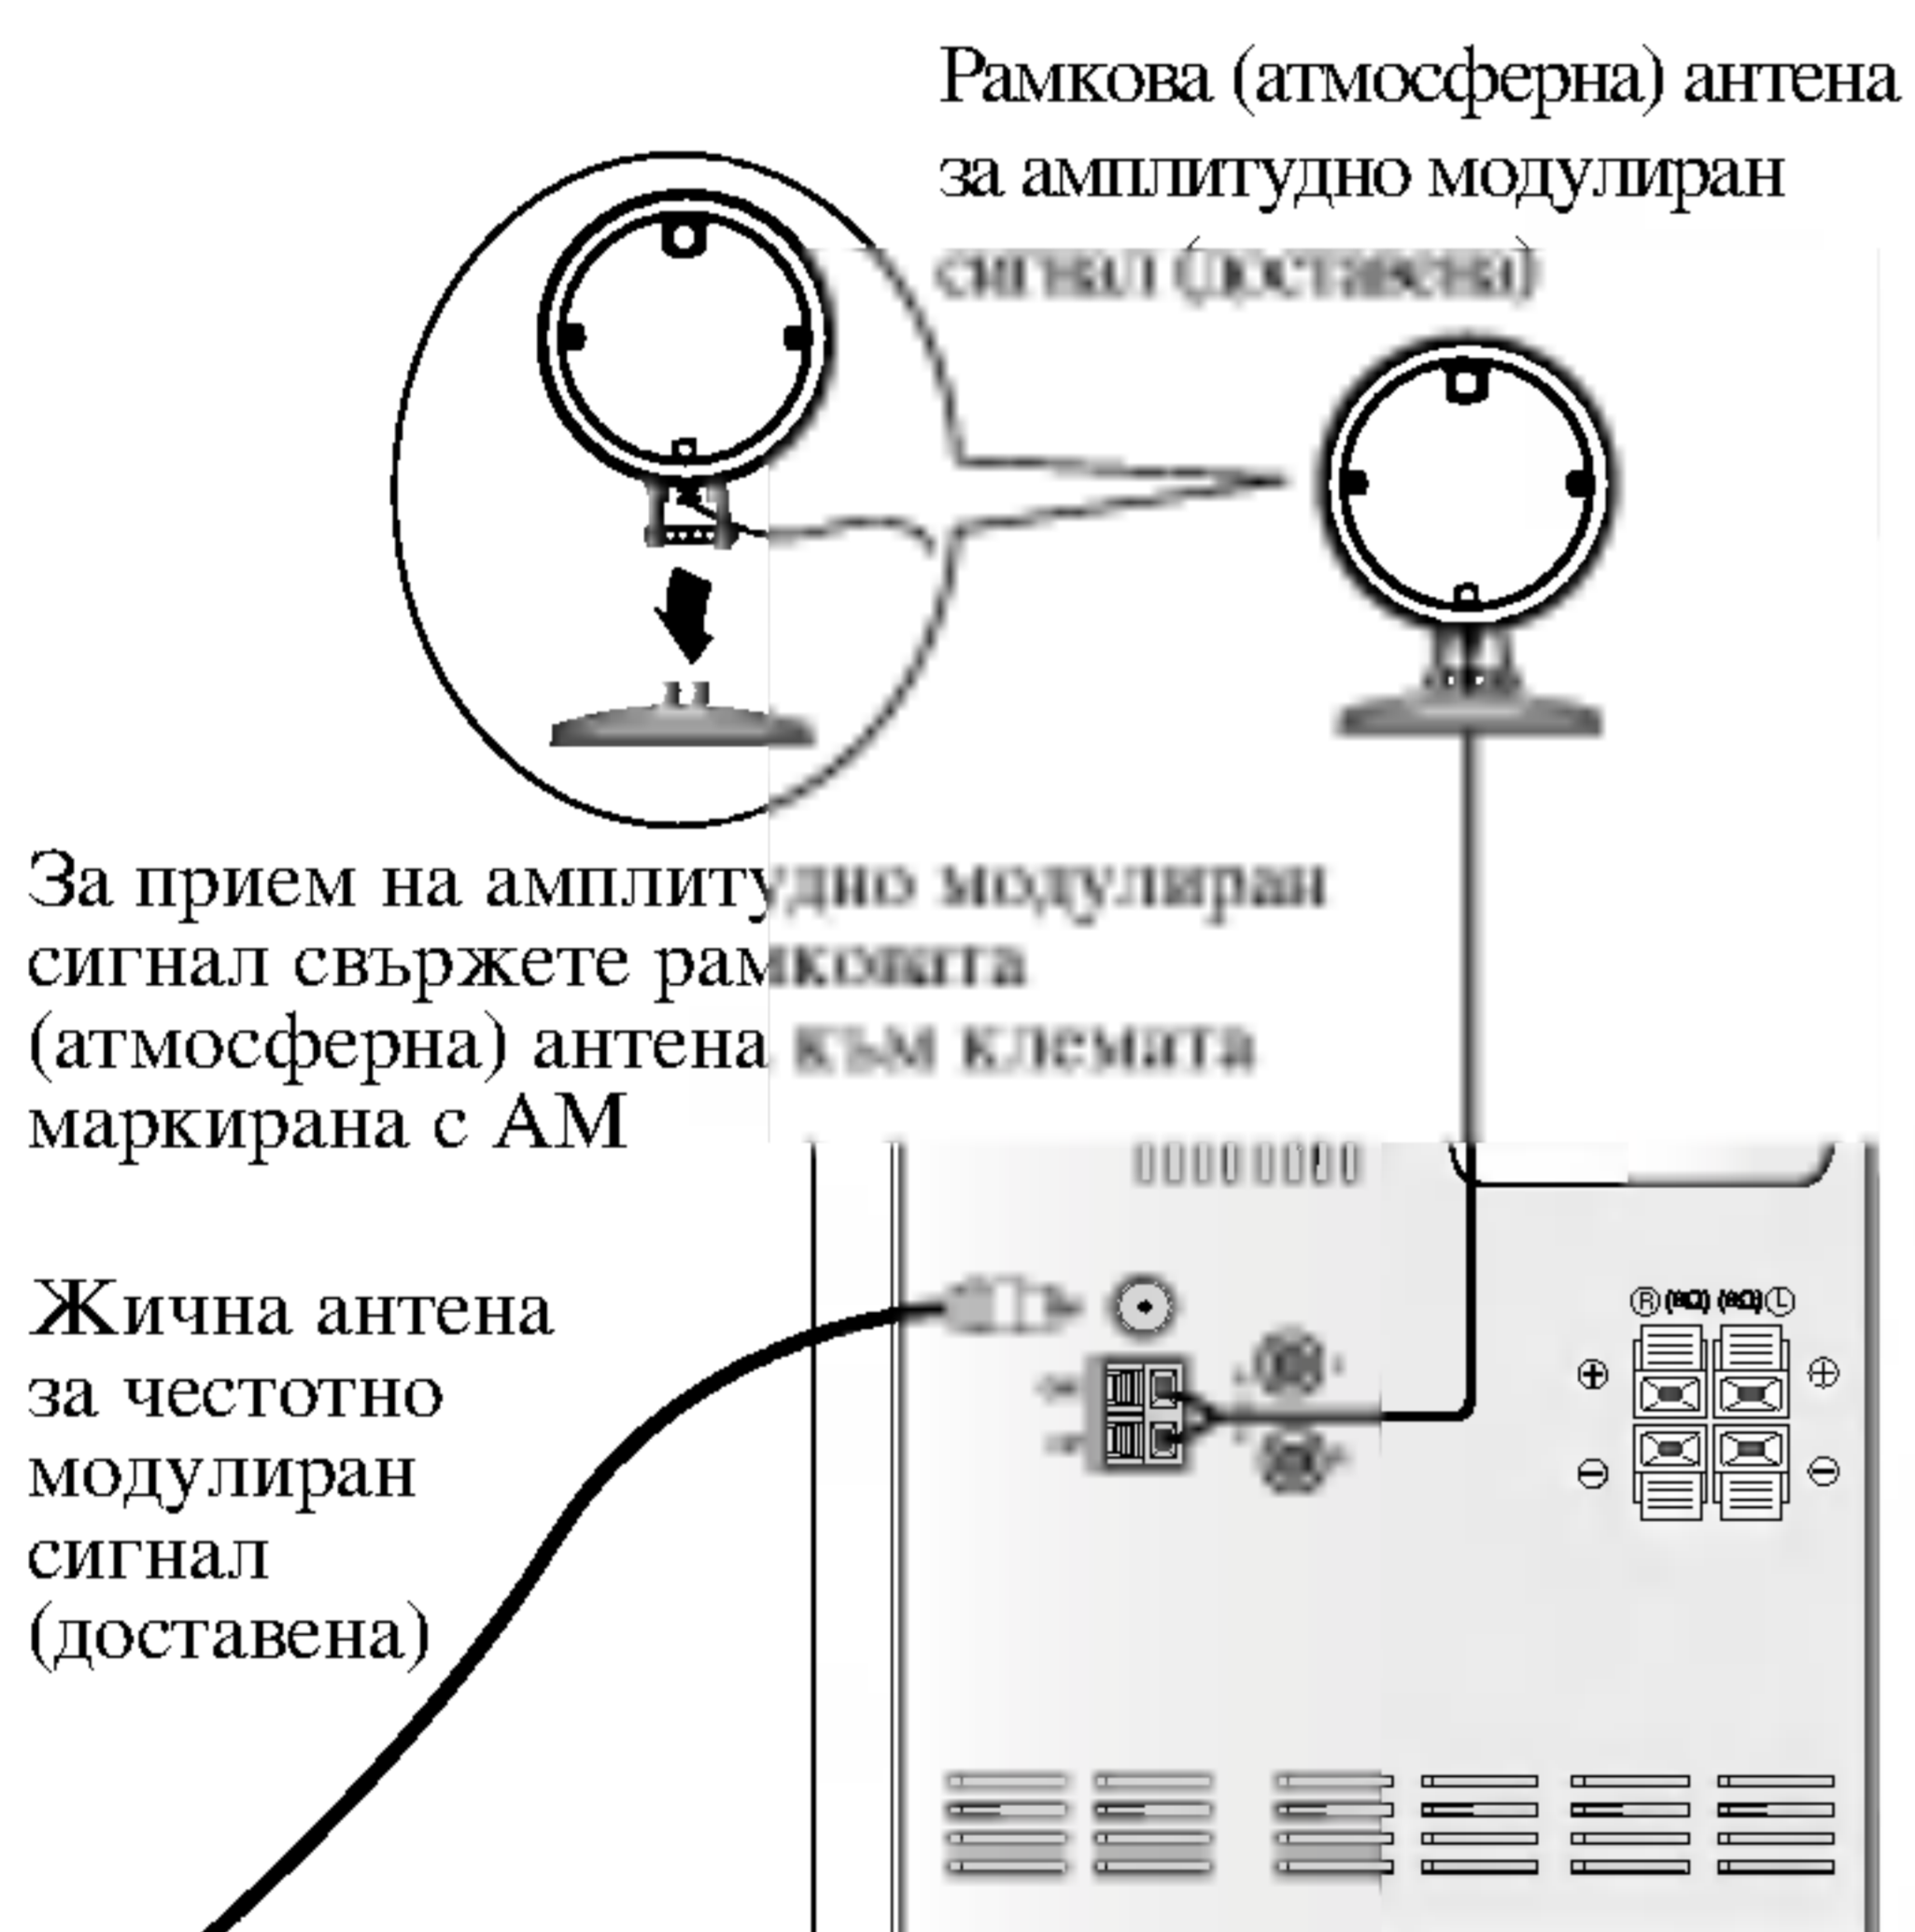 Рамкова (атмосферна) антена
за амплитудно модулиран
сигнал (доставена)
За прием на амплитудно модулиран
сигнал свържете рамковата
(атмосферна) антена към клемата
маркирана с АМ
Жична антена
за честотно
модулиран
сигнал
(доставена)
R L
+ +
− −